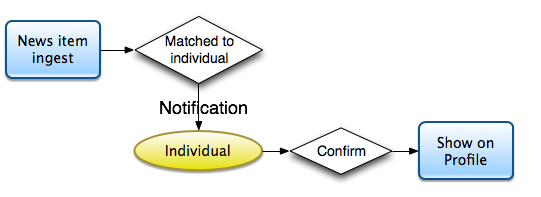 News item
ingest
Matched to
individual
Notification
Individual
Confirm
Show on
Profile